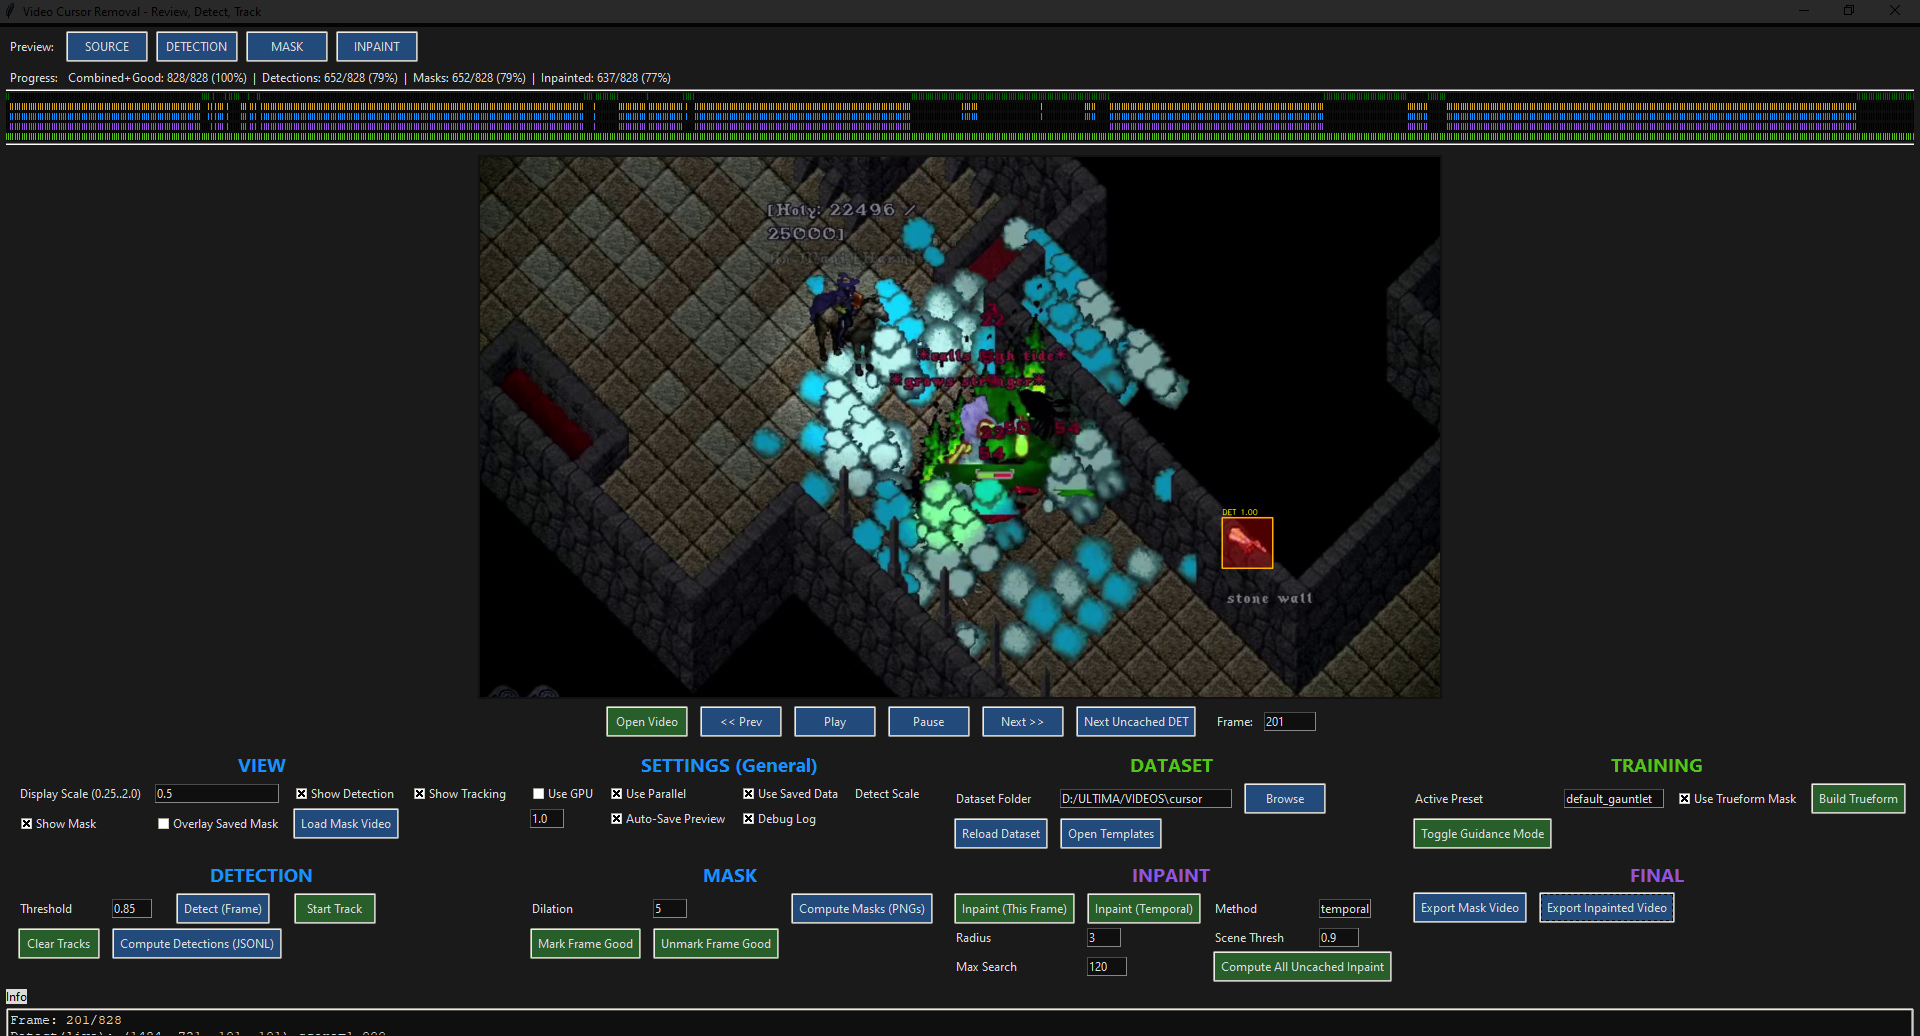 Video Cursor Removal - Review, Detect, Track
Preview: SOURCE DETECTION MASK INPAINT
Progress: Combined+Good: 828/828 (100%) | Detections: 652/828 (79%) | Masks: 652/828 (79%) | Inpainted: 637/828 (77%)
[Holy: 22496 /
25000]
*calls tide*
*grows stronger*
54
54
DET 1.00
stone wall
Open Video << Prev Play Pause Next >> Next Uncached DET Frame: 201
VIEW
Display Scale (0.25..2.0) 0.5 Show Detection Show Tracking
Show Mask Overlay Saved Mask Load Mask Video
SETTINGS (General)
Use GPU Use Parallel Use Saved Data Detect Scale
1.0 Auto-Save Preview Debug Log
DATASET
Dataset Folder D:/ULTIMA/VIDEOS\cursor Browse
Reload Dataset Open Templates
TRAINING
Active Preset default_gauntlet Use Trueform Mask Build Trueform
Toggle Guidance Mode
DETECTION
Threshold 0.85 Detect (Frame) Start Track
Clear Tracks Compute Detections (JSONL)
MASK
Dilation 5 Compute Masks (PNGs)
Mark Frame Good Unmark Frame Good
INPAINT
Inpaint (This Frame) Inpaint (Temporal) Method temporal
Radius 3 Scene Thresh 0.9
Max Search 120 Compute All Uncached Inpaint
FINAL
Export Mask Video Export Inpainted Video
Info
Frame: 201/828